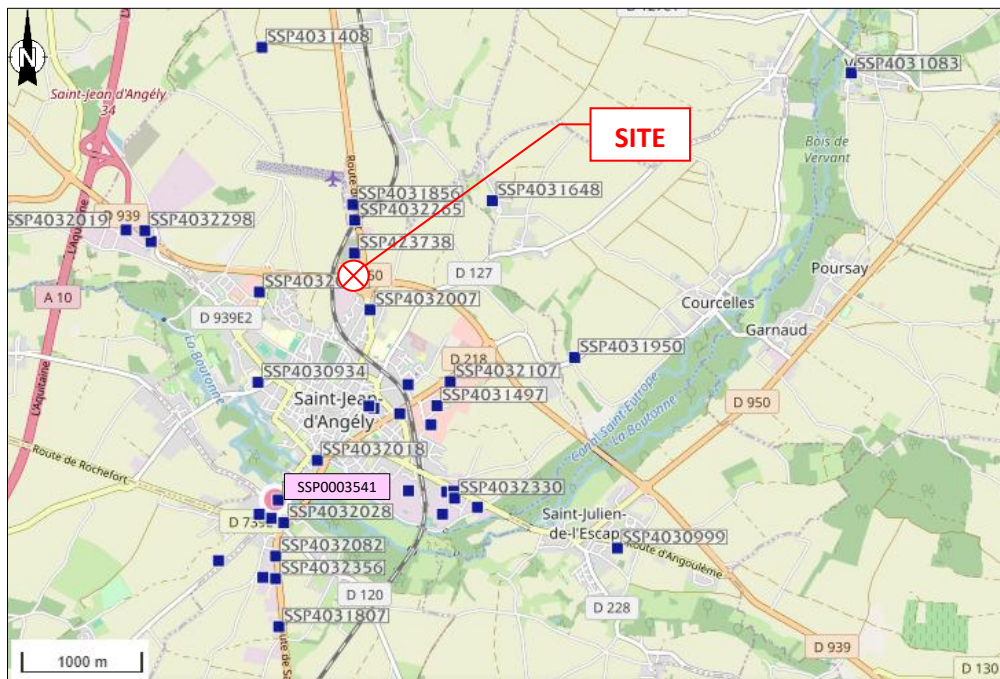 SSP4031408
SSP4031083
N
Saint-Jean d'Angély
34
SITE
Bois de
Vervant
Route de
SSP4031856
SSP4031648
SSP4032265
SSP4032019
D 939
SSP4032298
L'Aquitaine
SSP423738
D 127
Poursay
A 10
SSP4032007
Courcelles
D 939E2
Garnaud
La Boutonne
SSP4031950
D 218
SSP4030934
SSP4032107
L'Aquitaine
Saint-Jean-
d'Angély
SSP4031497
D 950
Canal Saint-Eutrope
La Boutonne
Route de Rochefort
SSP4032018
SSP0003541
SSP4032330
SSP4032028
Saint-Julien-
de-l'Escap
SSP4030999
Route d'Angoulême
SSP4032082
SSP4032356
D 120
D 228
SSP4031807
D 939
1000 m
D 130